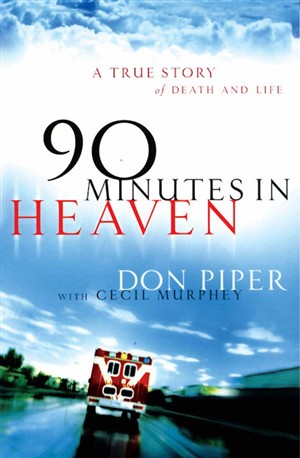 A TRUE STORY
of DEATH AND LIFE
90
MINUTES IN
HEAVEN
DON PIPER
WITH CECIL MURPHEY